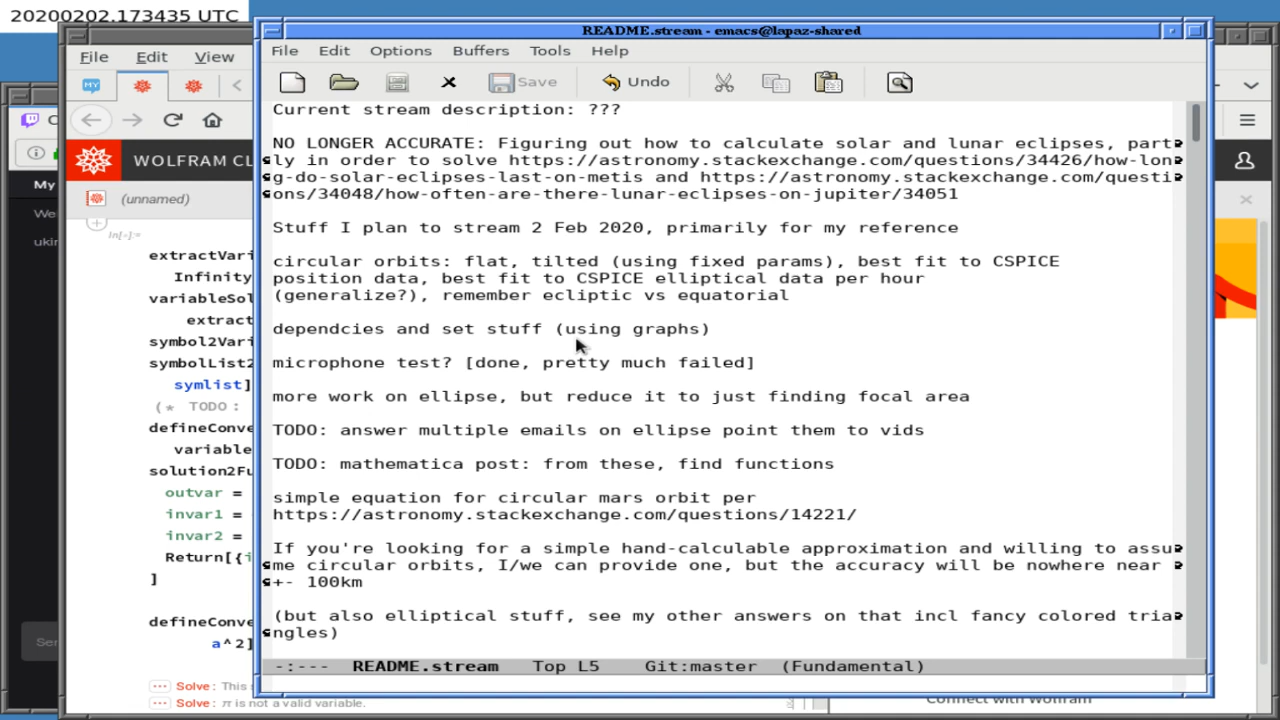 20200202.173435 UTC
README.stream - emacs@lapaz-shared
File Edit Options Buffers Tools Help
Save Undo
Current stream description: ???
NO LONGER ACCURATE: Figuring out how to calculate solar and lunar eclipses, part
ly in order to solve https://astronomy.stackexchange.com/questions/34426/how-lon
g-do-solar-eclipses-last-on-metis and https://astronomy.stackexchange.com/questi
ons/34048/how-often-are-there-lunar-eclipses-on-jupiter/34051
Stuff I plan to stream 2 Feb 2020, primarily for my reference
circular orbits: flat, tilted (using fixed params), best fit to CSPICE
position data, best fit to CSPICE elliptical data per hour
(generalize?), remember ecliptic vs equatorial
dependcies and set stuff (using graphs)
microphone test? [done, pretty much failed]
more work on ellipse, but reduce it to just finding focal area
TODO: answer multiple emails on ellipse point them to vids
TODO: mathematica post: from these, find functions
simple equation for circular mars orbit per
https://astronomy.stackexchange.com/questions/14221/
If you're looking for a simple hand-calculable approximation and willing to assu
me circular orbits, I/we can provide one, but the accuracy will be nowhere near
+- 100km
(but also elliptical stuff, see my other answers on that incl fancy colored tria
ngles)
-:--- README.stream Top L5 Git:master (Fundamental)
File Edit View
MY
WOLFRAM CL
(unnamed)
In[-]:=
extractVari
Infinity
variableSol
extract
symbol2Vari
symbolList2
symlist]
(* TODO:
defineConve
variable
solution2Fu
outvar =
invar1 =
invar2 =
Return[{i
]
defineConve
a^2]
Solve: This
Solve: π is not a valid variable.
My
Wel
ukin
Sen
Connect with Wolfram